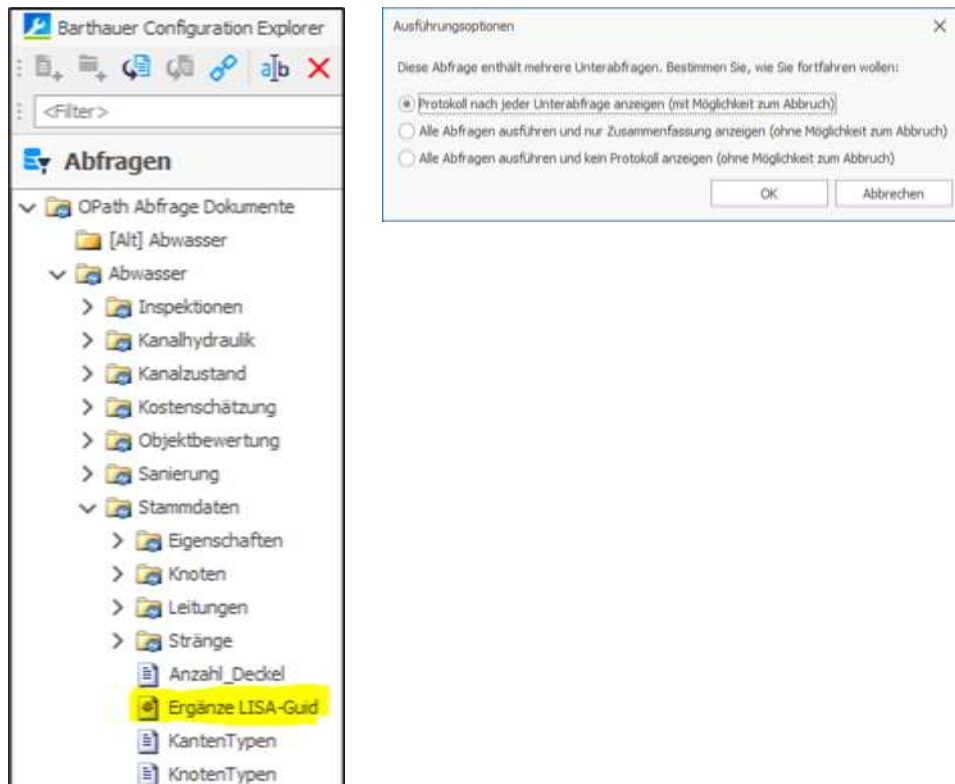 Barthauer Configuration Explorer
a b
<Filter>
Abfragen
OPath Abfrage Dokumente
[Alt] Abwasser
Abwasser
Inspektionen
Kanalhydraulik
Kanalzustand
Kostenschätzung
Objektbewertung
Sanierung
Stammdaten
Eigenschaften
Knoten
Leitungen
Stränge
Anzahl_Deckel
Ergänze LISA-Guid
KantenTypen
KnotenTypen
Ausführungsoptionen
Diese Abfrage enthält mehrere Unterabfragen. Bestimmen Sie, wie Sie fortfahren wollen:
Protokoll nach jeder Unterabfrage anzeigen (mit Möglichkeit zum Abbruch)
Alle Abfragen ausführen und nur Zusammenfassung anzeigen (ohne Möglichkeit zum Abbruch)
Alle Abfragen ausführen und kein Protokoll anzeigen (ohne Möglichkeit zum Abbruch)
OK Abbrechen